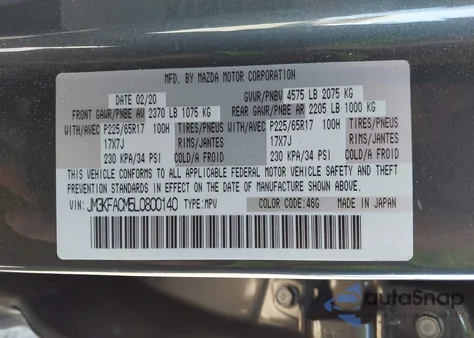 MFD. BY MAZDA MOTOR CORPORATION
DATE 02/20 GVWR/PNBV 4575 LB 2075 KG
FRONT GAWR/PNBE AV 2370 LB 1075 KG REAR GAWR/PNBE AR 2205 LB 1000 KG
WITH/AVEC P225/65R17 100H TIRES/PNEUS WITH/AVEC P225/65R17 100H TIRES/PNEUS
17X7J RIMS/JANTES 17X7J RIMS/JANTES
230 KPA/34 PSI COLD/A FROID 230 KPA/34 PSI COLD/A FROID
THIS VEHICLE CONFORMS TO ALL APPLICABLE FEDERAL MOTOR VEHICLE SAFETY AND THEFT
PREVENTION STANDARDS IN EFFECT ON THE DATE OF MANUFACTURE SHOWN ABOVE.
VIN: JM3KFACM5L0800140 TYPE:MPV COLOR CODE:46G MADE IN JAPAN
autoSnap